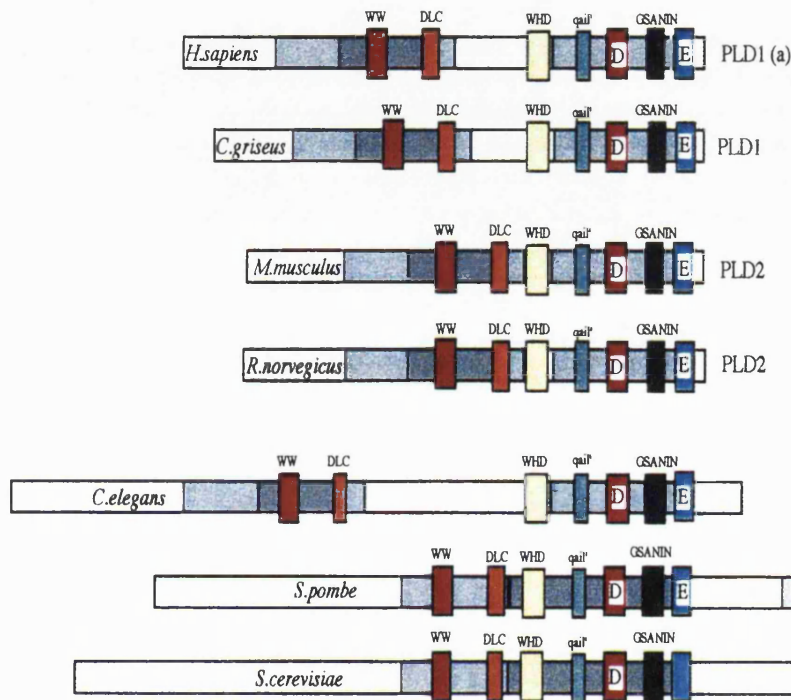 WW DLC WHD qail' GSANIN
H.sapiens D E PLD1 (a)
WW DLC WHD qail' GSANIN
C.griseus D E PLD1
WW DLC WHD qail' GSANIN
M.musculus D E PLD2
WW DLC WHD qail' GSANIN
R.norvegicus D E PLD2
WW DLC WHD qail' GSANIN
C.elegans D E
WW DLC WHD qail' GSANIN
S.pombe D E
WW DLC WHD qail' GSANIN
S.cerevisiae D